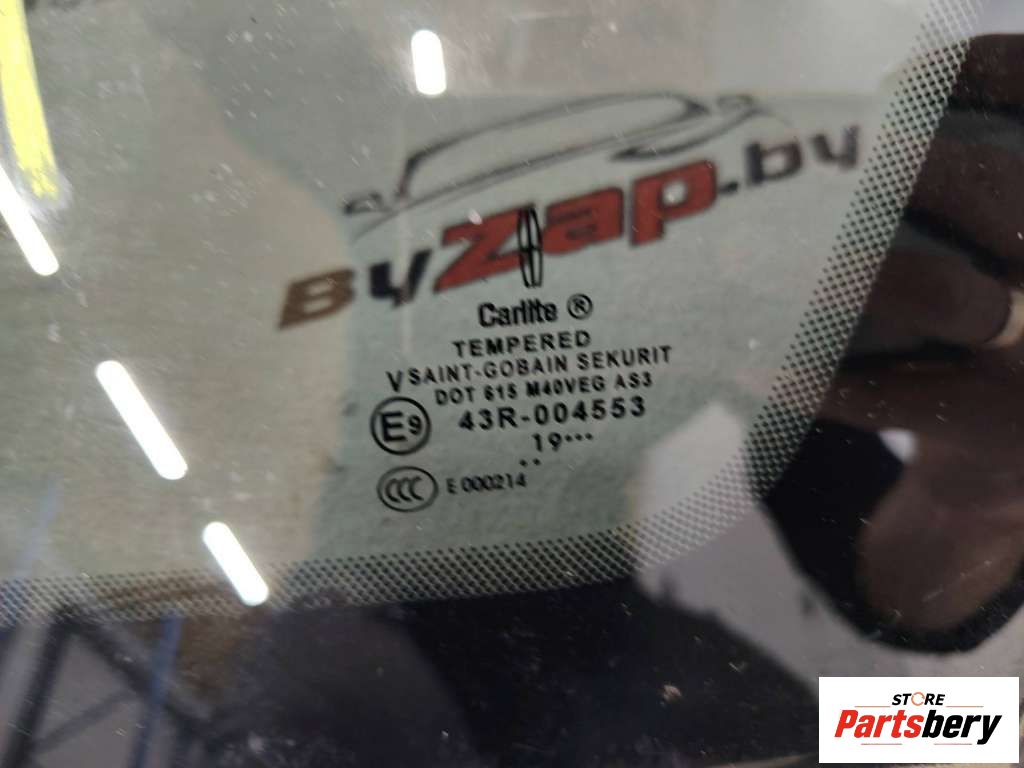 ByZap.by
Carlite ®
TEMPERED
V SAINT-GOBAIN SEKURIT
DOT 615 M40VEG AS3
E9 43R-004553
19•••
••
CCC E 000214
STORE
Partsbery